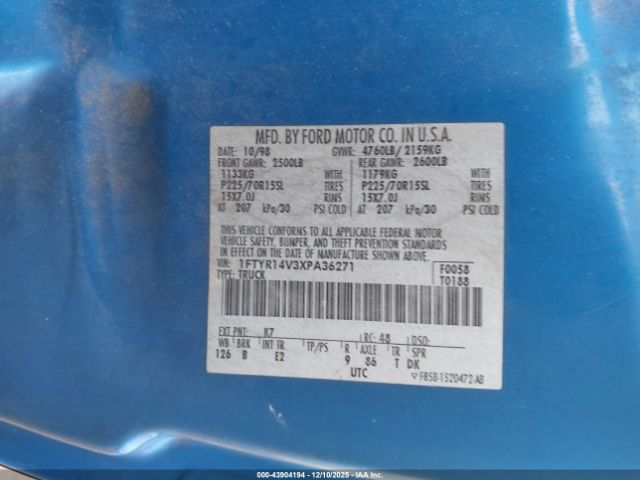 MFD. BY FORD MOTOR CO. IN U.S.A.
DATE: 10/98 GVWR: 4760LB/ 2159KG
FRONT GAWR: 2500LB REAR GAWR: 2600LB
1133KG WITH 1179KG WITH
P225/70R15SL TIRES P225/70R15SL TIRES
15X7.0J RIMS 15X7.0J RIMS
AT 207 kPa/30 PSI COLD AT 207 kPa/30 PSI COLD
THIS VEHICLE CONFORMS TO ALL APPLICABLE FEDERAL MOTOR
VEHICLE SAFETY, BUMPER, AND THEFT PREVENTION STANDARDS
IN EFFECT ON THE DATE OF MANUFACTURE SHOWN ABOVE.
VIN: 1FTYR14V3XPA36271 F0058
TYPE: TRUCK T0188
EXT PNT: K7 RC: 48 DSO:
WB BRK INT TR TP/PS R AXLE TR SPR
126 B E2 9 86 T DK
UTC F85B-1520472-AB
000-43904194 - 12/10/2025 - IAAI.COM